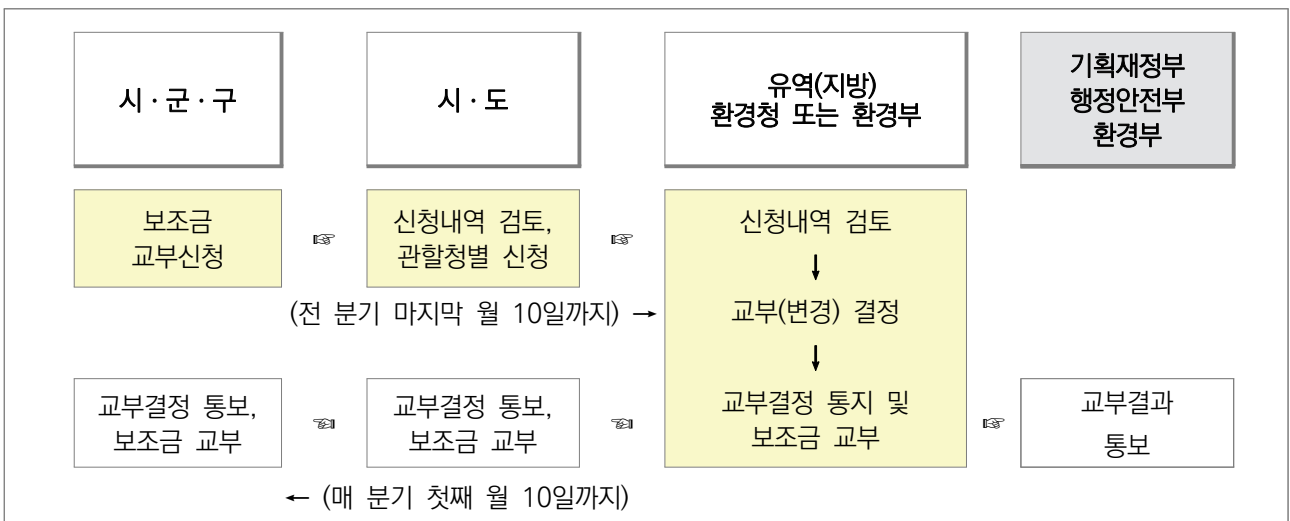 시·군·구
시·도
유역(지방)
환경청 또는 환경부
기획재정부
행정안전부
환경부
보조금
교부신청
☞
신청내역 검토,
관할청별 신청
☞
신청내역 검토
↓
(전 분기 마지막 월 10일까지) →
교부(변경) 결정
↓
교부결정 통보,
보조금 교부
☜
교부결정 통보,
보조금 교부
☜
교부결정 통지 및
보조금 교부
☞
교부결과
통보
← (매 분기 첫째 월 10일까지)